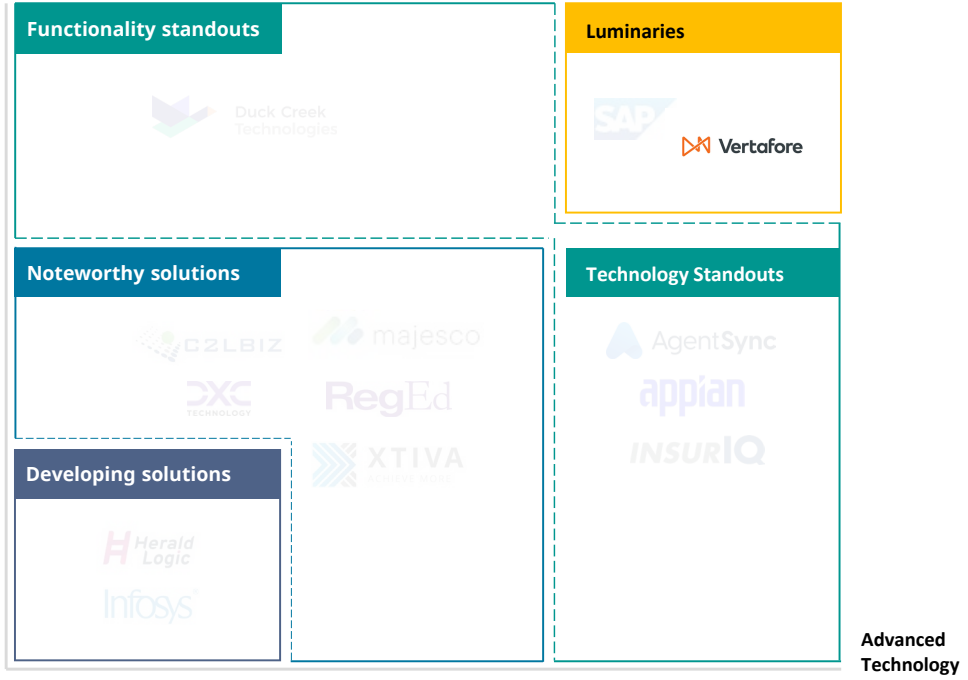 Functionality standouts
Luminaries
Duck Creek
Technologies
SAP
Vertafore
Noteworthy solutions
Technology Standouts
C2LBIZ
majesco
AgentSync
DXC
TECHNOLOGY
RegEd
appian
XTIVA
INSURIQ
Developing solutions
Herald
Logic
Infosys
Advanced
Technology